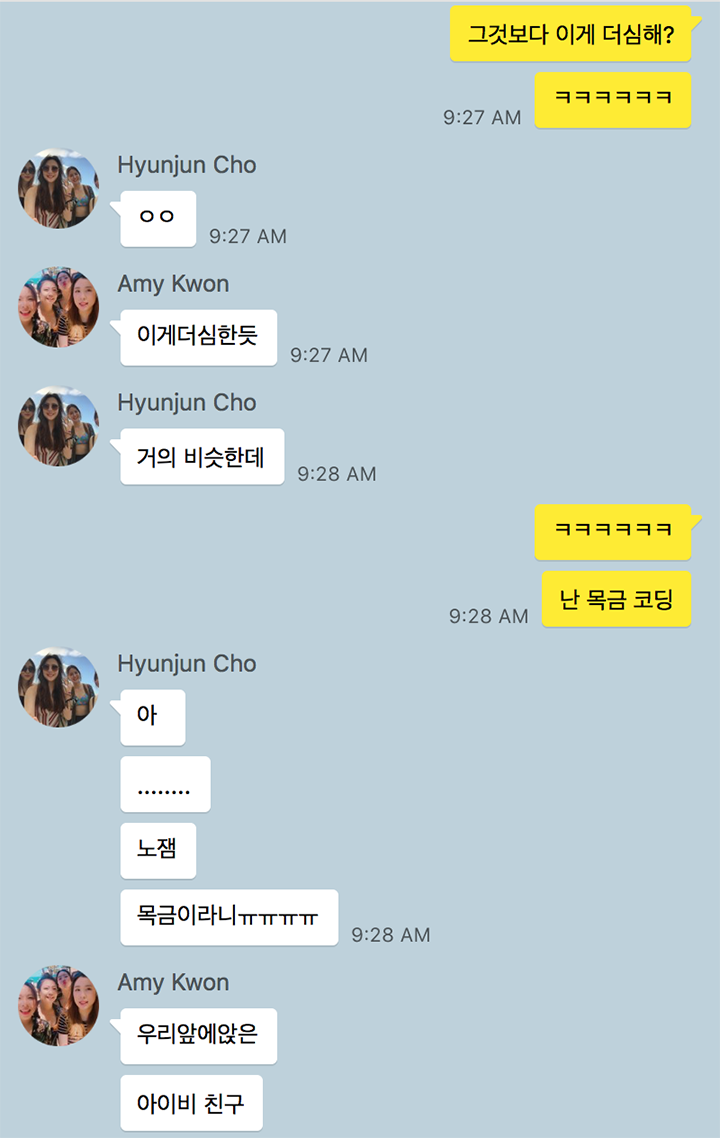 그것보다 이게 더심해?
ㅋㅋㅋㅋㅋㅋ
9:27 AM
Hyunjun Cho
ㅇㅇ
9:27 AM
Amy Kwon
이게더심한듯
9:27 AM
Hyunjun Cho
거의 비슷한데
9:28 AM
ㅋㅋㅋㅋㅋㅋ
난 목금 코딩
9:28 AM
Hyunjun Cho
아
........
노잼
목금이라니ㅠㅠㅠㅠ
9:28 AM
Amy Kwon
우리앞에앉은
아이비 친구